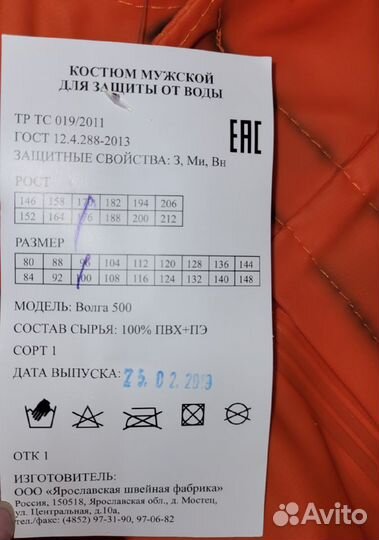 КОСТЮМ МУЖСКОЙ
ДЛЯ ЗАЩИТЫ ОТ ВОДЫ
ТР ТС 019/2011
ГОСТ 12.4.288-2013
EAC
ЗАЩИТНЫЕ СВОЙСТВА: З, Ми, Вн
РОСТ
146 158 170 182 194 206
152 164 176 188 200 212
РАЗМЕР
80 88 96 104 112 120 128 136 144
84 92 100 108 116 124 132 140 148
МОДЕЛЬ: Волга 500
СОСТАВ СЫРЬЯ: 100% ПВХ+ПЭ
СОРТ 1
ДАТА ВЫПУСКА: 25.02.2019
ОТК 1
ИЗГОТОВИТЕЛЬ:
ООО «Ярославская швейная фабрика»
Россия, 150518, Ярославская обл., д. Мостец,
ул. Центральная, д.10а,
тел./факс: (4852) 97-31-90, 97-06-82
Avito